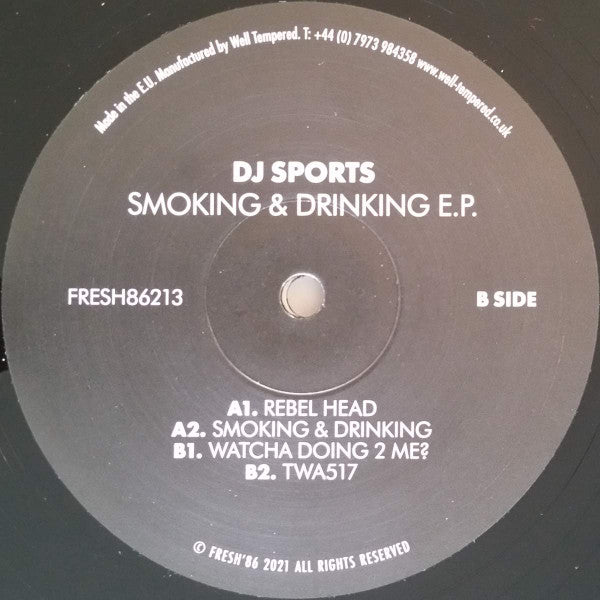 Made in the E.U. Manufactured by Well Tempered. T: +44 (0) 7973 984358 www.well-tempered.co.uk
DJ SPORTS
SMOKING & DRINKING E.P.
FRESH86213
B SIDE
A1. REBEL HEAD
A2. SMOKING & DRINKING
B1. WATCHA DOING 2 ME?
B2. TWA517
© FRESH'86 2021 ALL RIGHTS RESERVED